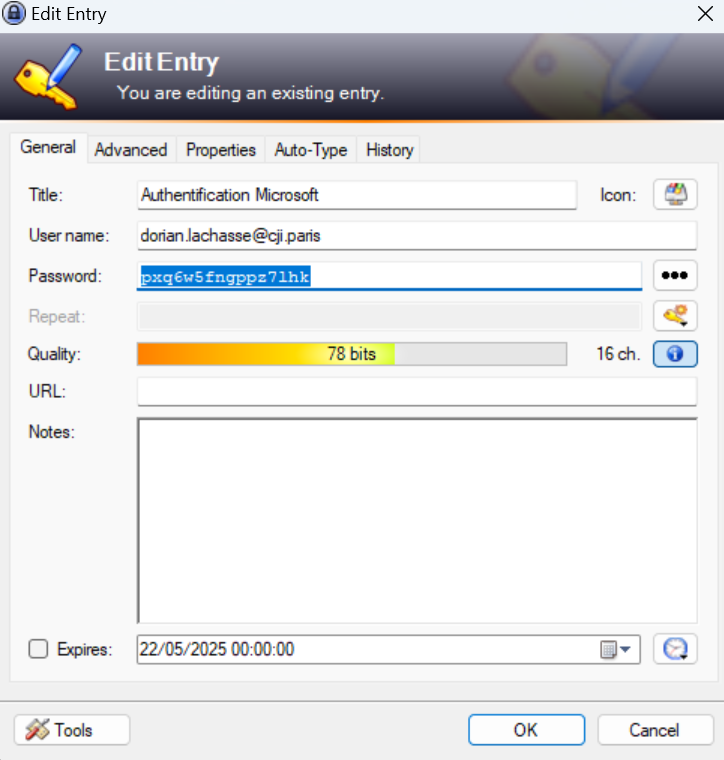 Edit Entry
Edit Entry
You are editing an existing entry.
General Advanced Properties Auto-Type History
Title: Authentification Microsoft Icon:
User name: dorian.lachasse@cji.paris
Password: pxq6w5fngppz7lhk
Repeat:
Quality: 78 bits 16 ch.
URL:
Notes:
Expires: 22/05/2025 00:00:00
Tools OK Cancel